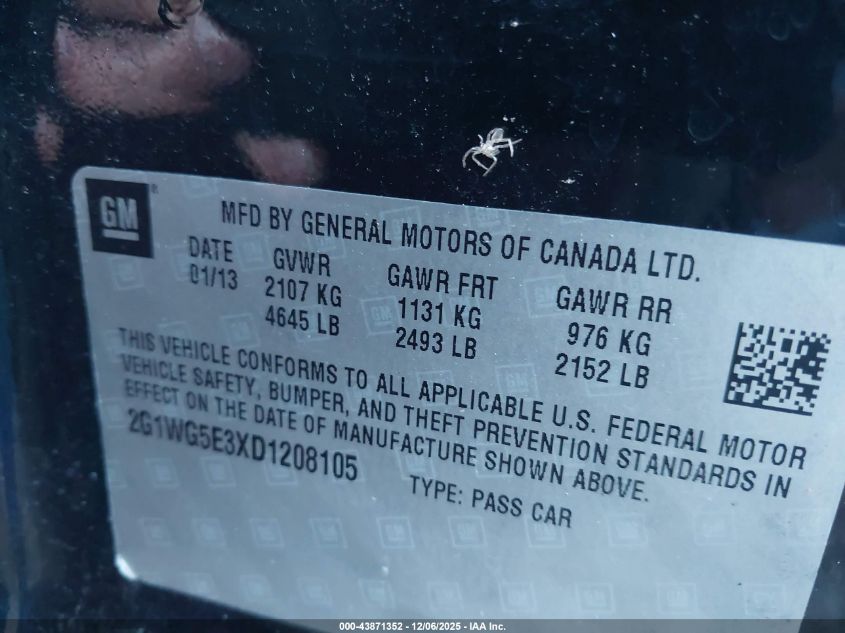 GM ®
MFD BY GENERAL MOTORS OF CANADA LTD.
DATE GVWR GAWR FRT GAWR RR
01/13 2107 KG 1131 KG 976 KG
4645 LB 2493 LB 2152 LB
THIS VEHICLE CONFORMS TO ALL APPLICABLE U.S. FEDERAL MOTOR
VEHICLE SAFETY, BUMPER, AND THEFT PREVENTION STANDARDS IN
EFFECT ON THE DATE OF MANUFACTURE SHOWN ABOVE.
2G1WG5E3XD1208105 TYPE: PASS CAR
000-43871352 - 12/06/2025 - IAA Inc.